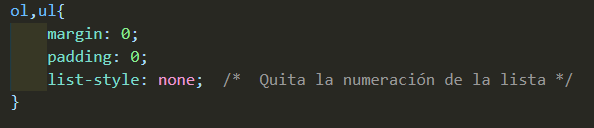 ol,ul{
    margin: 0;
    padding: 0;
    list-style: none;  /*  Quita la numeración de la lista */
}